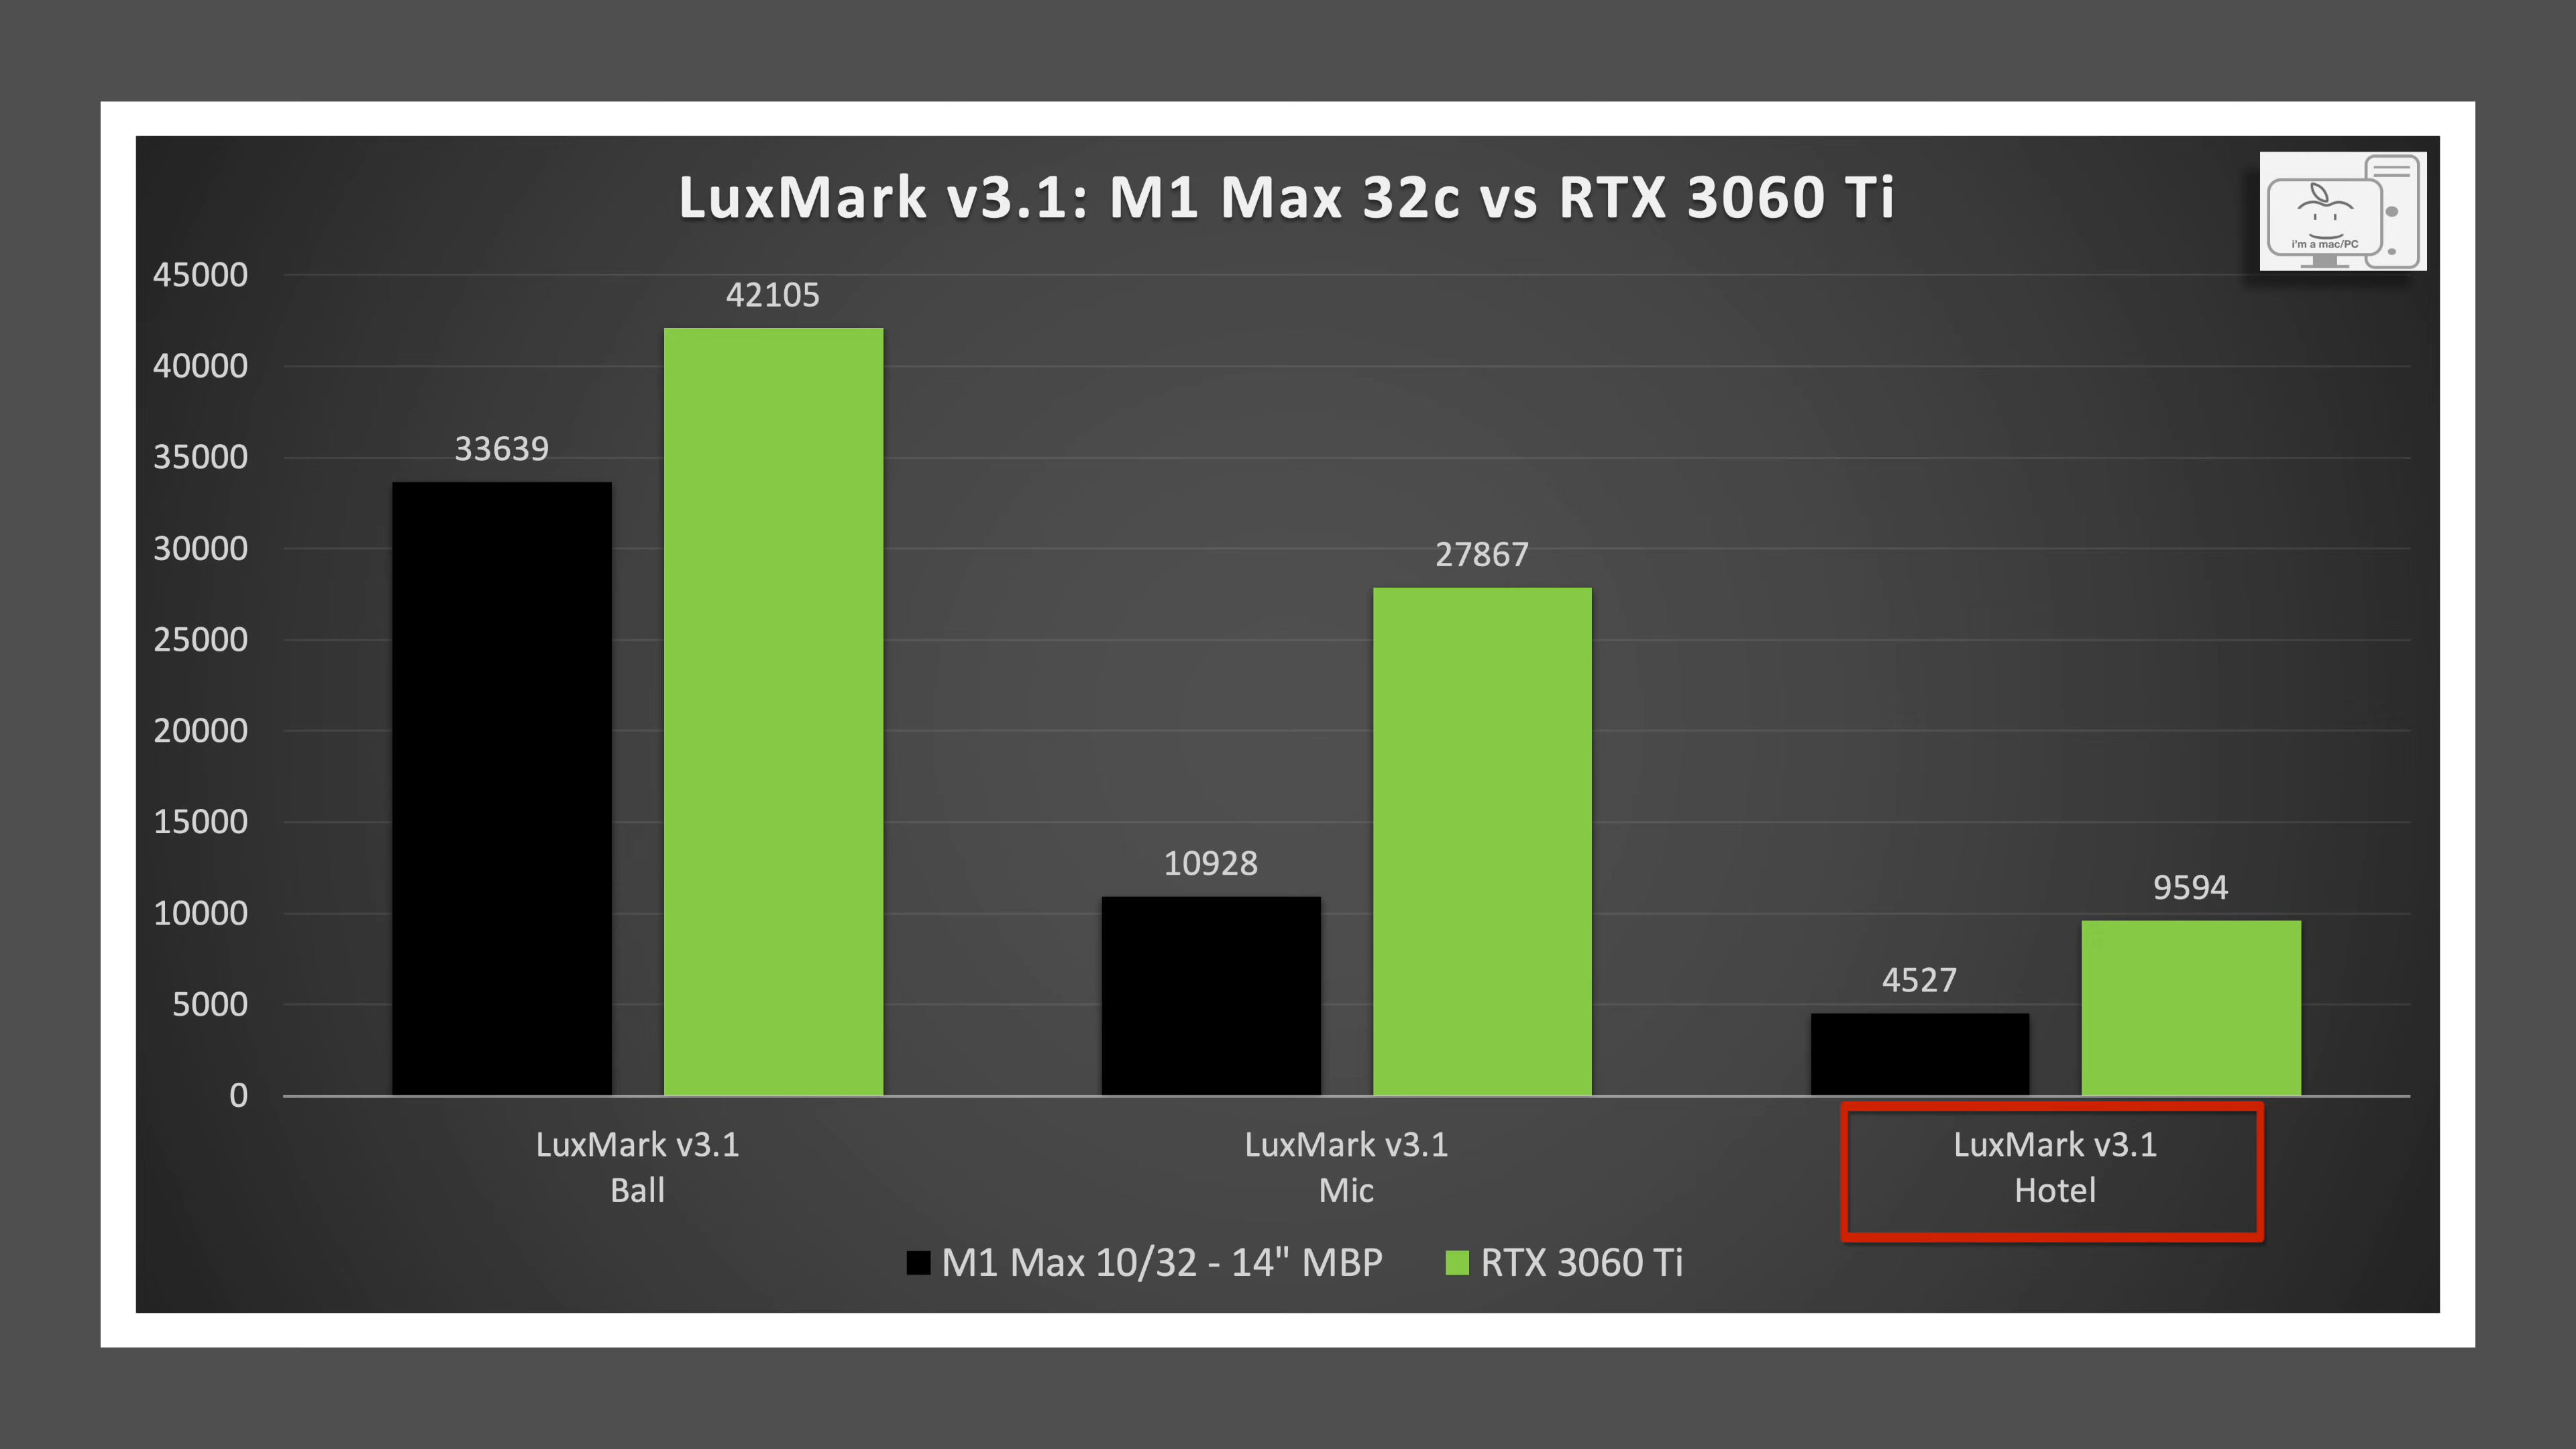 LuxMark v3.1: M1 Max 32c vs RTX 3060 Ti
i'm a mac/PC
45000
40000
35000
30000
25000
20000
15000
10000
5000
0
33639
42105
10928
27867
4527
9594
LuxMark v3.1
Ball
LuxMark v3.1
Mic
LuxMark v3.1
Hotel
M1 Max 10/32 - 14" MBP
RTX 3060 Ti